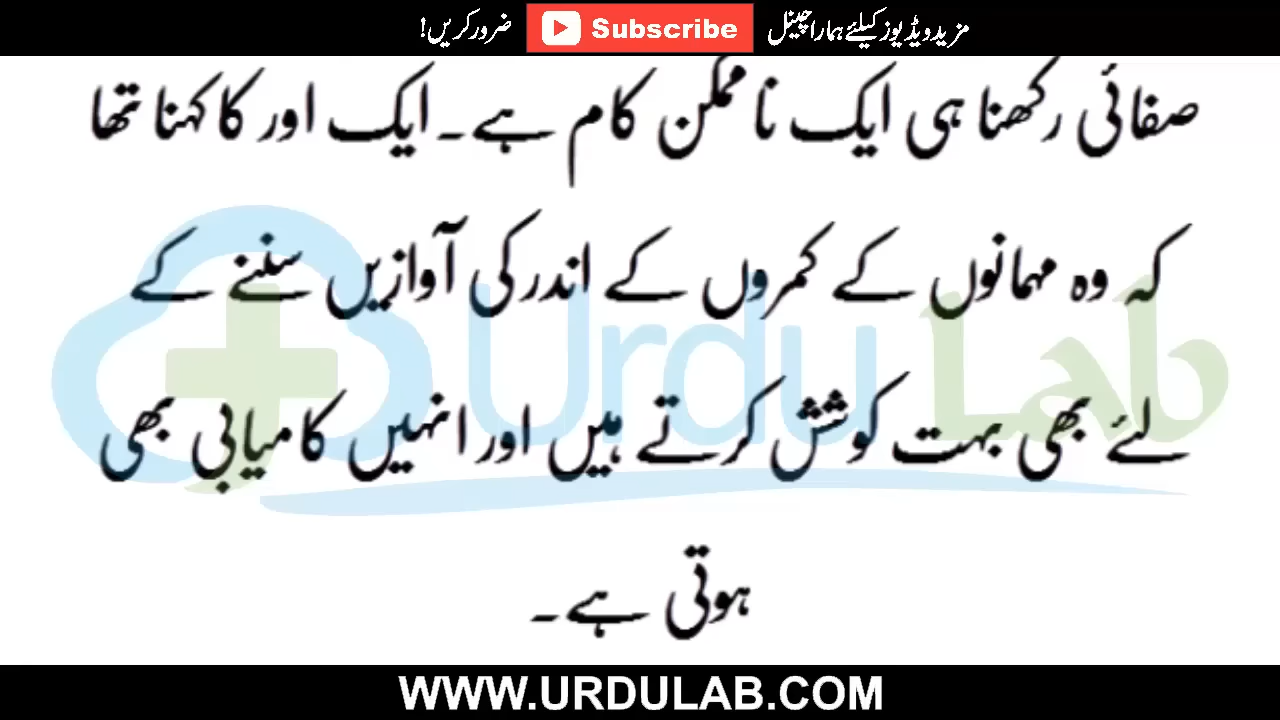 مزید ویڈیوز کیلئے ہمارا چینل Subscribe ضرور کریں!
صفائی رکھنا ہی ایک ناممکن کام ہے۔ ایک اور کا کہنا تھا
کہ وہ مہمانوں کے کمروں کے اندر کی آوازیں سننے کے
لئے بھی بہت کوشش کرتے ہیں اور انہیں کامیابی بھی
ہوتی ہے۔
Urdu Lab
WWW.URDULAB.COM